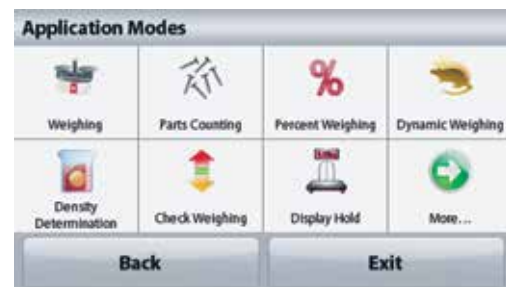 Application Modes
Weighing
Parts Counting
Percent Weighing
Dynamic Weighing
Density
Determination
Check Weighing
Display Hold
More...
Back
Exit